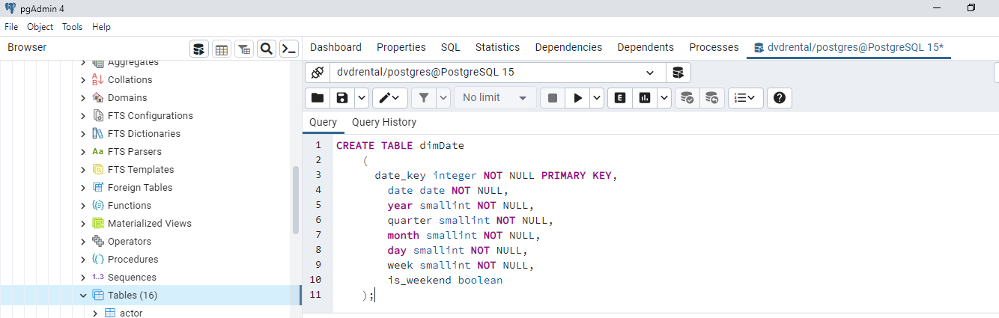 pgAdmin 4
File Object Tools Help
Browser
Aggregates
Collations
Domains
FTS Configurations
FTS Dictionaries
Aa FTS Parsers
FTS Templates
Foreign Tables
Functions
Materialized Views
Operators
Procedures
1..3 Sequences
Tables (16)
actor
Dashboard Properties SQL Statistics Dependencies Dependents Processes dvdrental/postgres@PostgreSQL 15*
dvdrental/postgres@PostgreSQL 15
No limit E
Query Query History
1 CREATE TABLE dimDate
2 (
3 date_key integer NOT NULL PRIMARY KEY,
4 date date NOT NULL,
5 year smallint NOT NULL,
6 quarter smallint NOT NULL,
7 month smallint NOT NULL,
8 day smallint NOT NULL,
9 week smallint NOT NULL,
10 is_weekend boolean
11 );